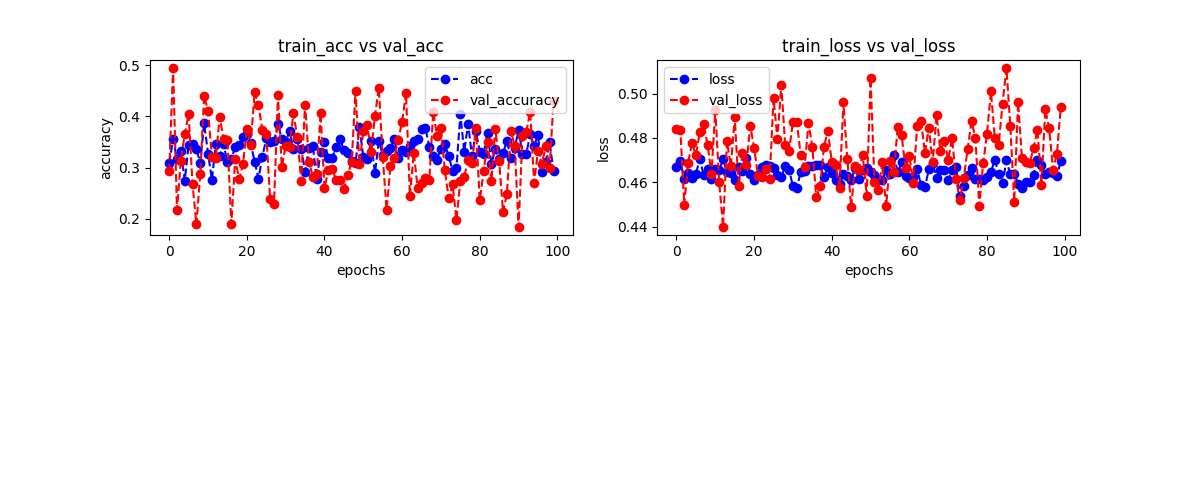 train_acc vs val_acc
acc
val_accuracy
0.5
0.4
0.3
0.2
accuracy
0 20 40 60 80 100
epochs
train_loss vs val_loss
loss
val_loss
0.50
0.48
0.46
0.44
loss
0 20 40 60 80 100
epochs